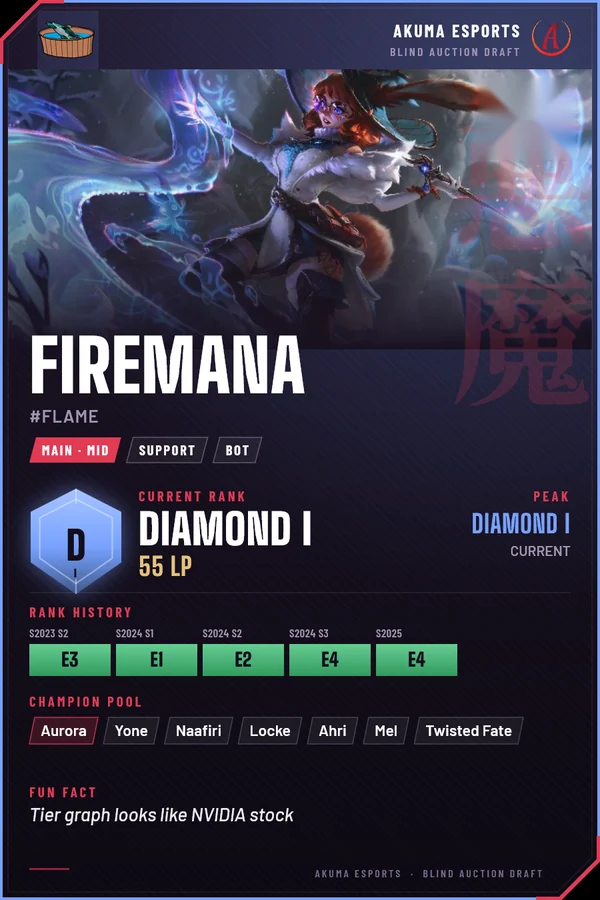 AKUMA ESPORTS
BLIND AUCTION DRAFT
A
魔
FIREMANA
#FLAME
MAIN · MID
SUPPORT
BOT
D
I
CURRENT RANK
DIAMOND I
55 LP
PEAK
DIAMOND I
CURRENT
RANK HISTORY
S2023 S2
S2024 S1
S2024 S2
S2024 S3
S2025
E3
E1
E2
E4
E4
CHAMPION POOL
Aurora
Yone
Naafiri
Locke
Ahri
Mel
Twisted Fate
FUN FACT
Tier graph looks like NVIDIA stock
AKUMA ESPORTS · BLIND AUCTION DRAFT